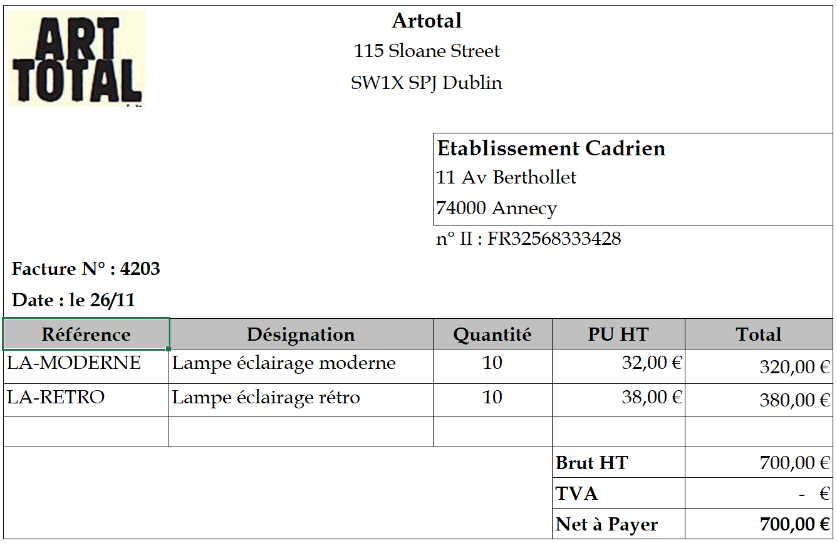 ART
TOTAL
Artotal
115 Sloane Street
SW1X SPJ Dublin
Etablissement Cadrien
11 Av Berthollet
74000 Annecy
n° II : FR32568333428
Facture N° : 4203
Date : le 26/11
Référence Désignation Quantité PU HT Total
LA-MODERNE Lampe éclairage moderne 10 32,00 € 320,00 €
LA-RETRO Lampe éclairage rétro 10 38,00 € 380,00 €
Brut HT 700,00 €
TVA - €
Net à Payer 700,00 €